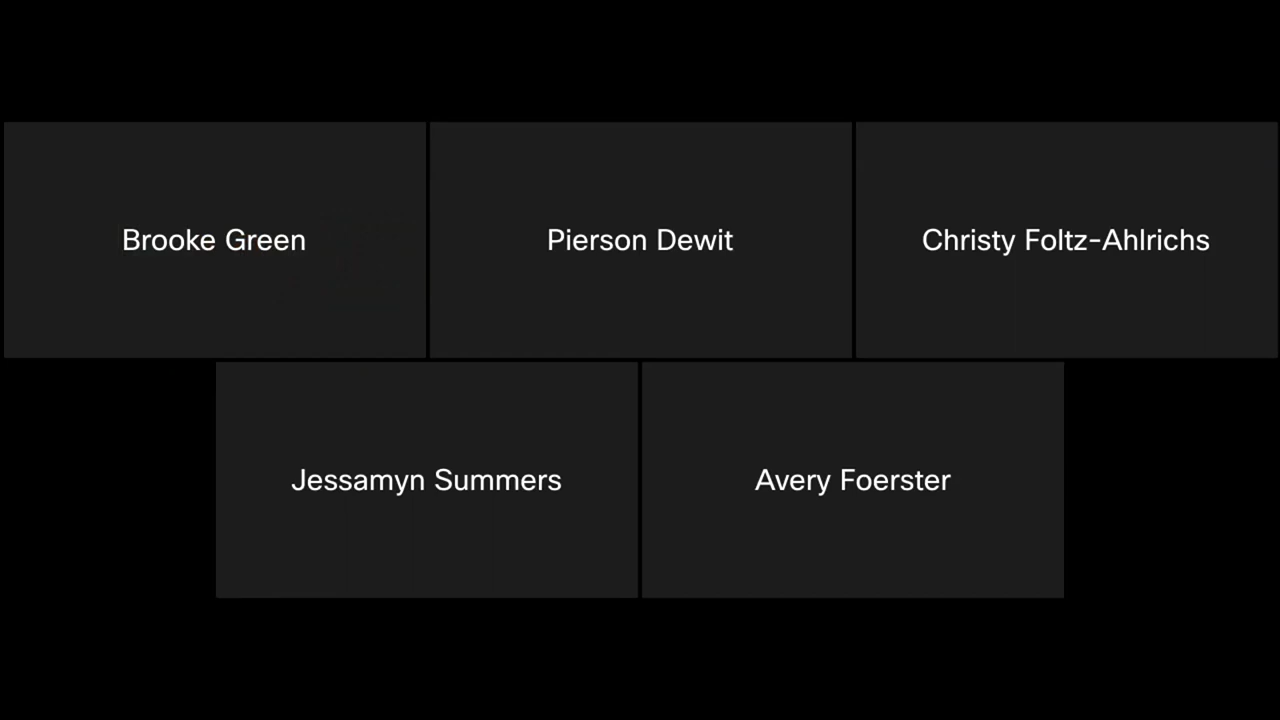 Brooke Green
Pierson Dewit
Christy Foltz-Ahlrichs
Jessamyn Summers
Avery Foerster